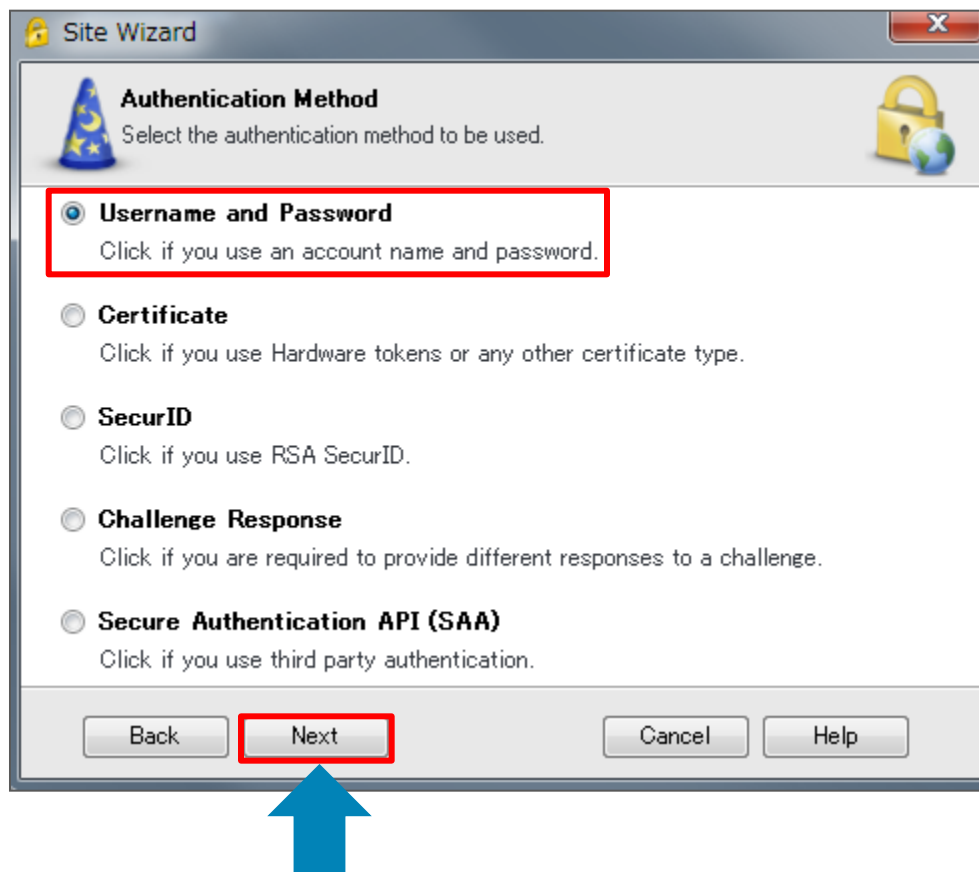 Site Wizard
Authentication Method
Select the authentication method to be used.
Username and Password
Click if you use an account name and password.
Certificate
Click if you use Hardware tokens or any other certificate type.
SecurID
Click if you use RSA SecurID.
Challenge Response
Click if you are required to provide different responses to a challenge.
Secure Authentication API (SAA)
Click if you use third party authentication.
Back Next Cancel Help